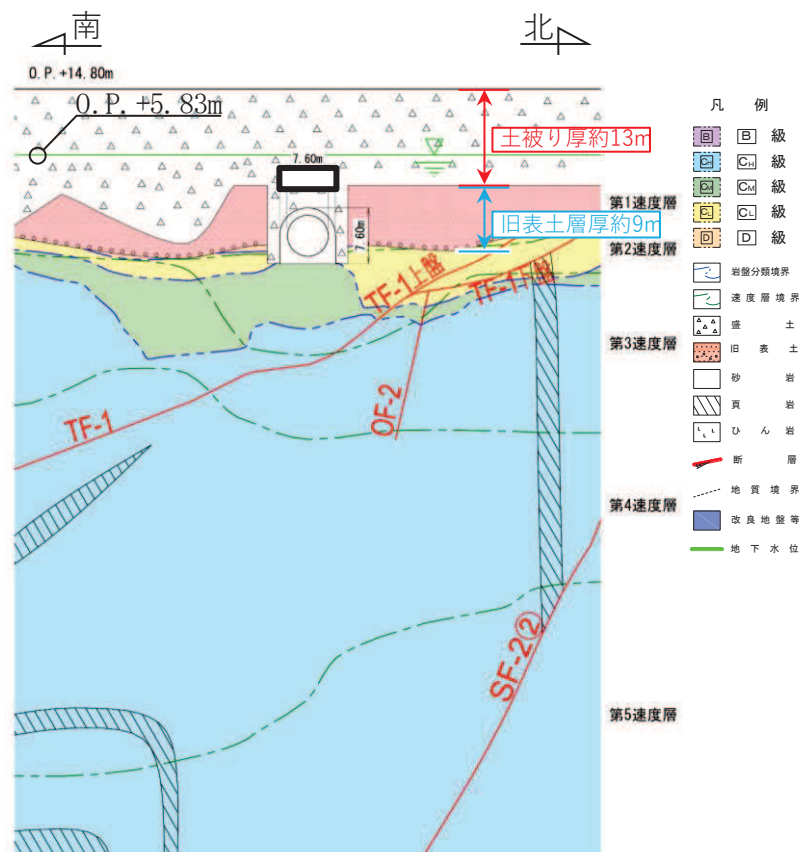 南
北
O.P.+14.80m
O.P. +5.83m
土被り厚約13m
7.60m
7.60m
旧表土層厚約9m
第1速度層
第2速度層
第3速度層
第4速度層
第5速度層
TF-1上盤
TF-1下盤
TF-1
OF-2
SF-2②
凡 例
B B 級
CH CH 級
CM CM 級
CL CL 級
D D 級
岩盤分類境界
速度層境界
盛土
旧表土
砂岩
頁岩
ひん岩
断層
地質境界
改良地盤等
地下水位